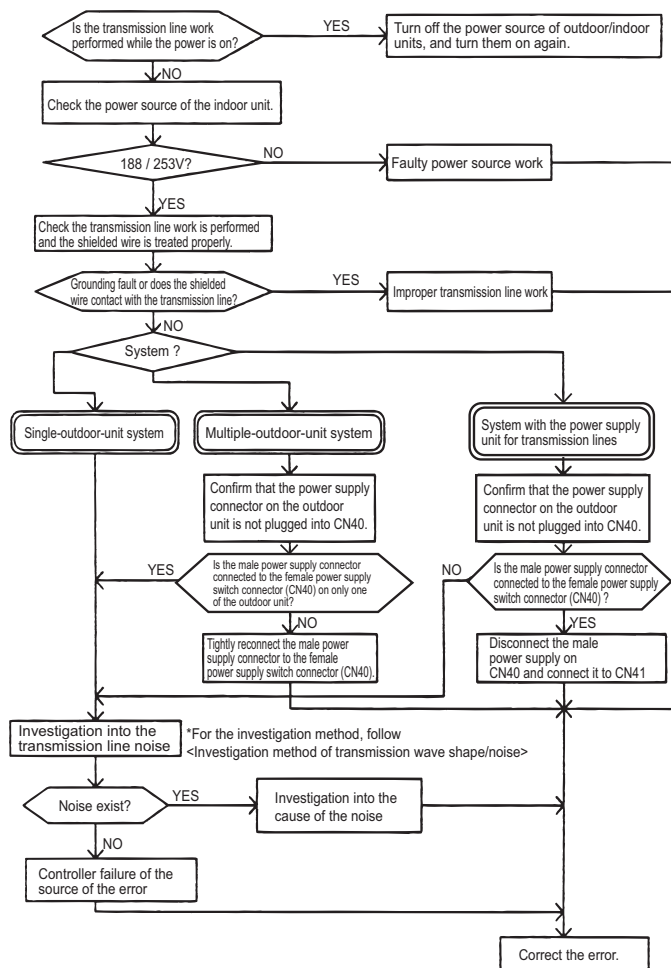 Is the transmission line work
performed while the power is on?
YES
Turn off the power source of outdoor/indoor
units, and turn them on again.
NO
Check the power source of the indoor unit.
188 / 253V?
NO
Faulty power source work
YES
Check the transmission line work is performed
and the shielded wire is treated properly.
Grounding fault or does the shielded
wire contact with the transmission line?
YES
Improper transmission line work
NO
System ?
Single-outdoor-unit system
Multiple-outdoor-unit system
System with the power supply
unit for transmission lines
Confirm that the power supply
connector on the outdoor
unit is not plugged into CN40.
Confirm that the power supply
connector on the outdoor
unit is not plugged into CN40.
YES
Is the male power supply connector
connected to the female power supply
switch connector (CN40) on only one
of the outdoor unit?
NO
Is the male power supply connector
connected to the female power supply
switch connector (CN40) ?
NO
YES
Tightly reconnect the male power
supply connector to the female
power supply switch connector (CN40).
Disconnect the male
power supply on
CN40 and connect it to CN41
Investigation into the
transmission line noise
*For the investigation method, follow
<Investigation method of transmission wave shape/noise>
Noise exist?
YES
Investigation into the
cause of the noise
NO
Controller failure of the
source of the error
Correct the error.